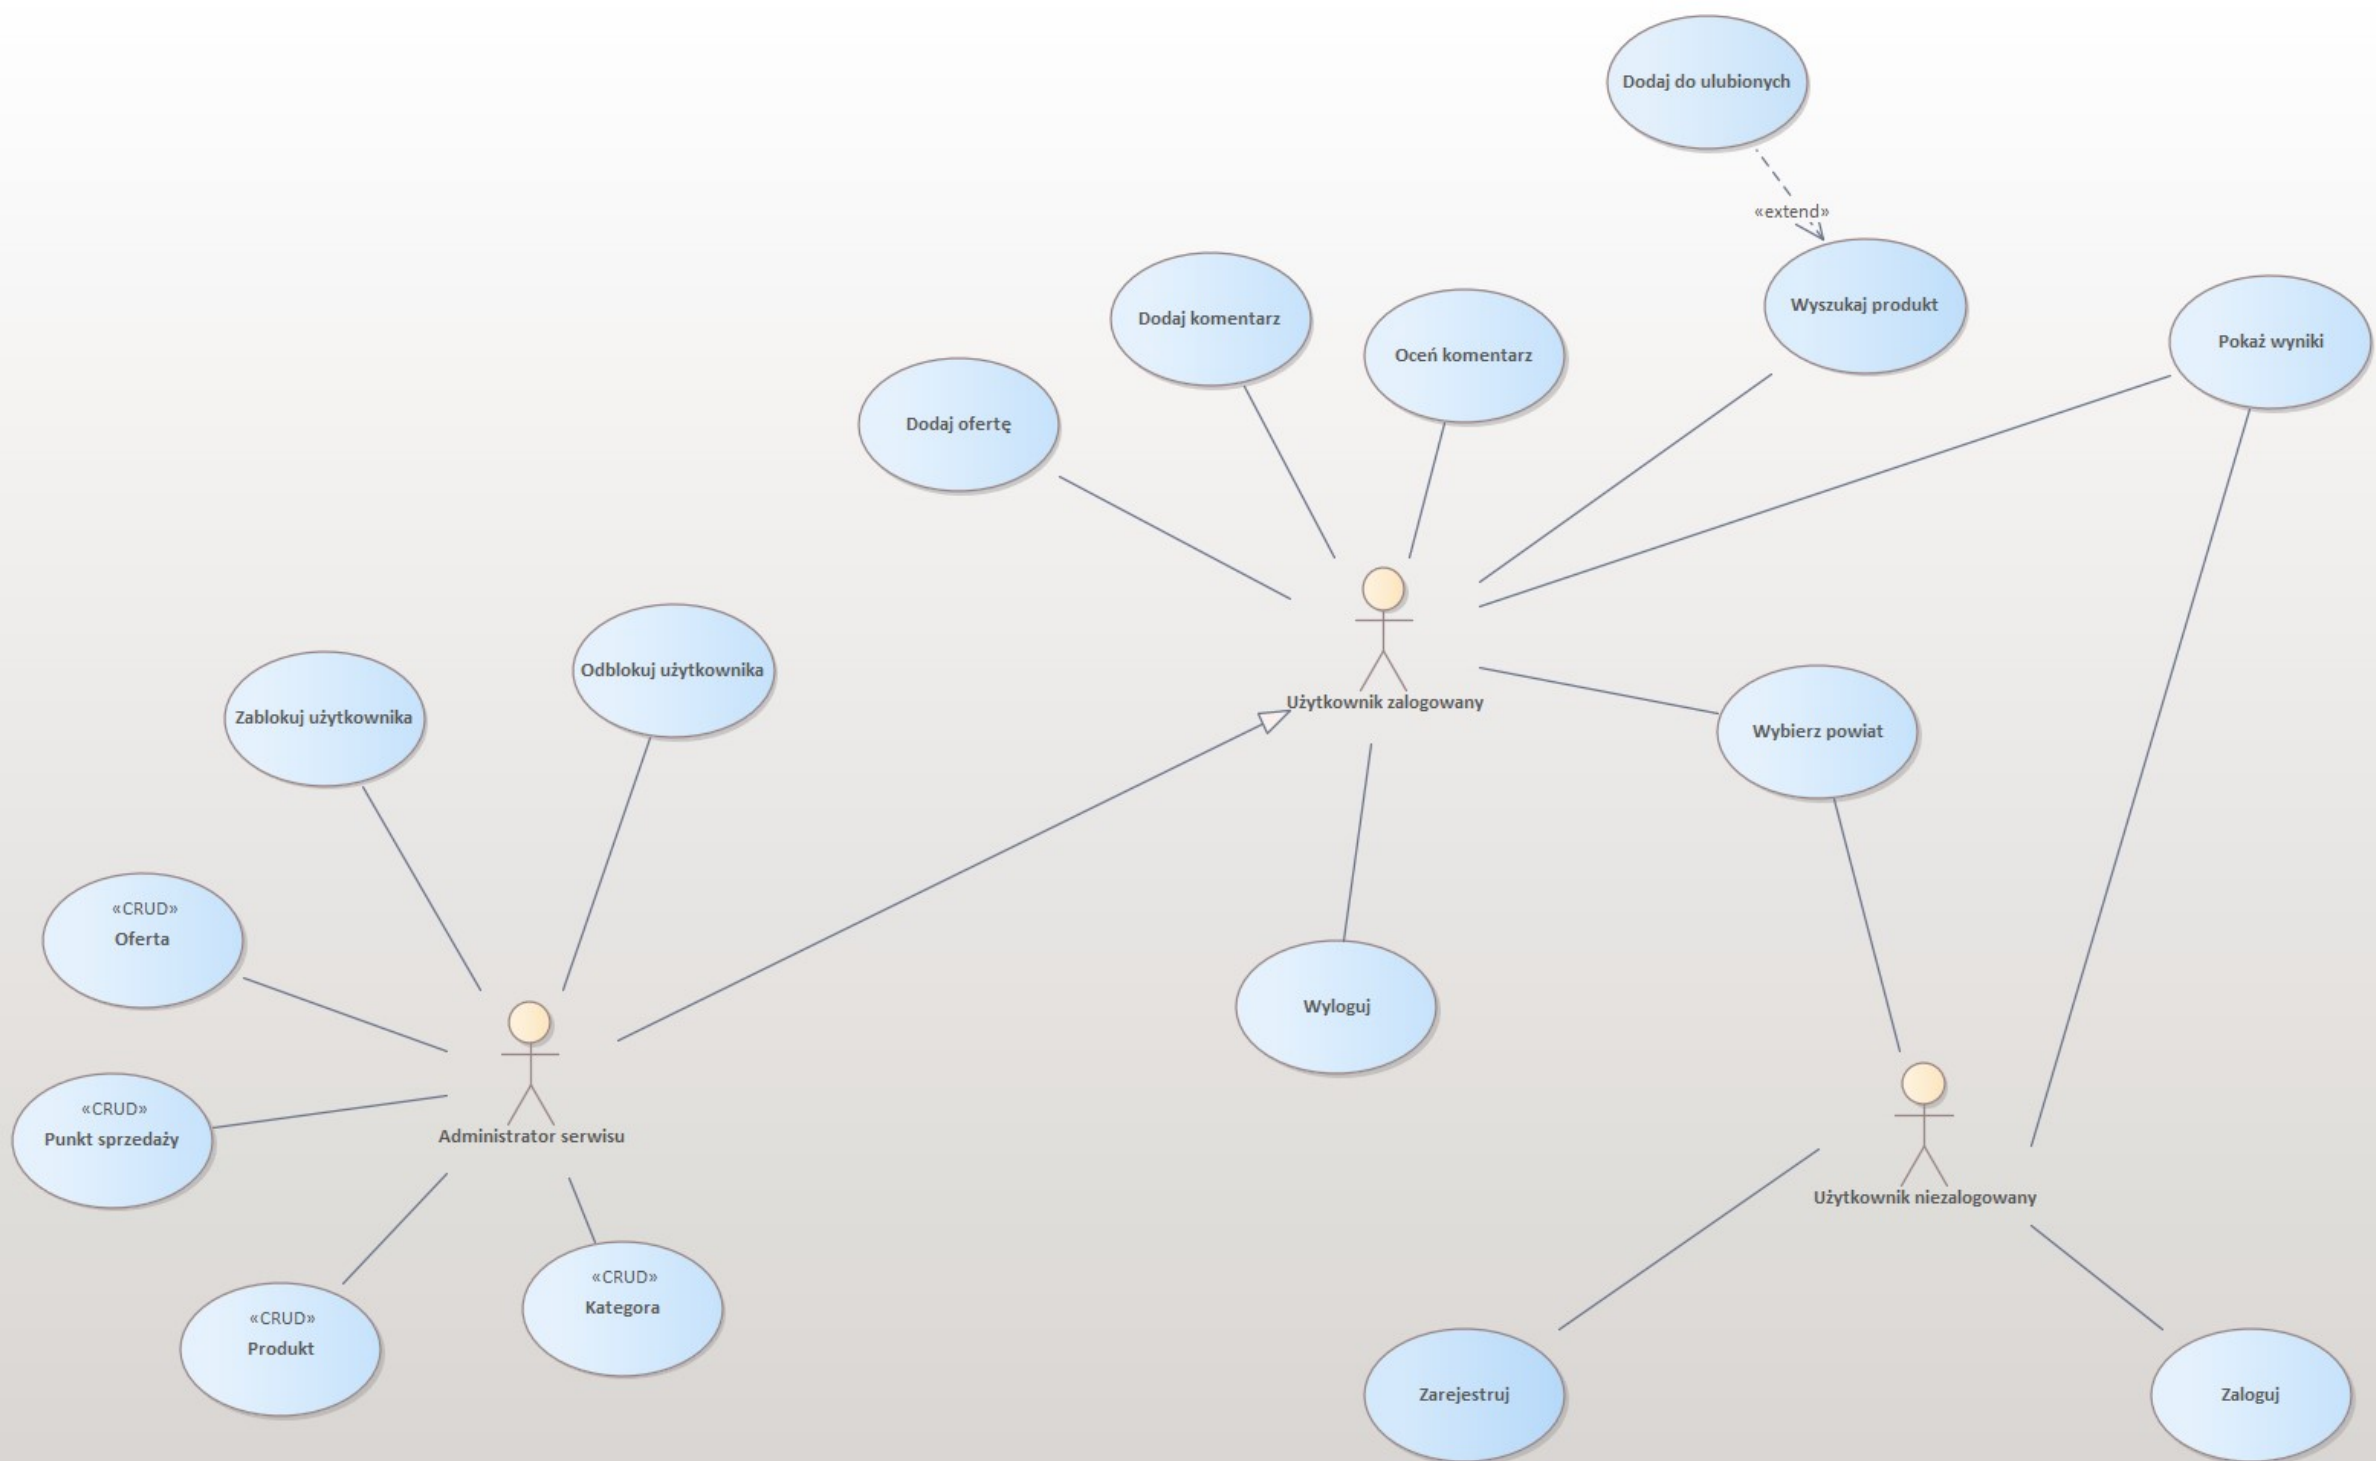 Dodaj do ulubionych
«extend»
Wyszukaj produkt
Dodaj komentarz
Oceń komentarz
Pokaż wyniki
Dodaj ofertę
Użytkownik zalogowany
Odblokuj użytkownika
Zablokuj użytkownika
Wybierz powiat
«CRUD»
Oferta
Wyloguj
«CRUD»
Punkt sprzedaży
Administrator serwisu
Użytkownik niezalogowany
«CRUD»
Kategora
«CRUD»
Produkt
Zarejestruj
Zaloguj